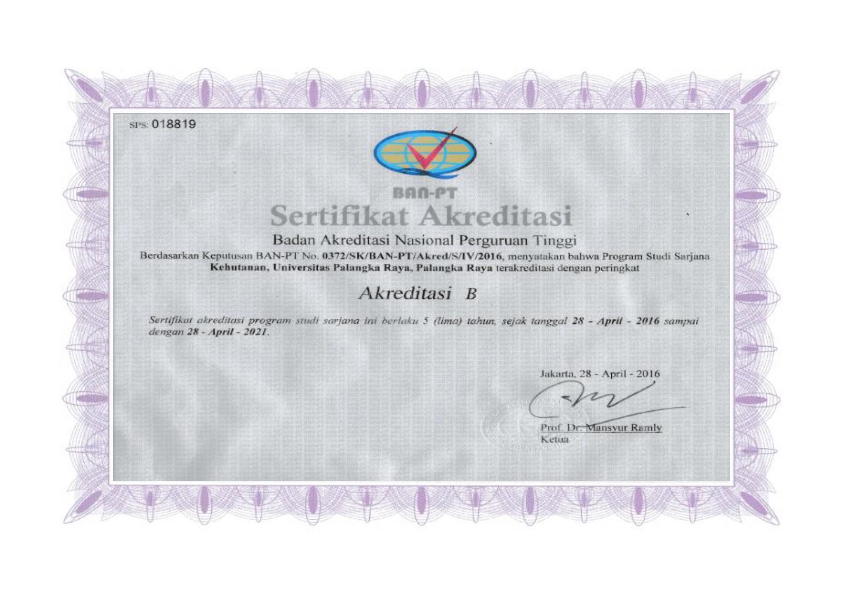 SPS: 018819
BAN-PT
Sertifikat Akreditasi
Badan Akreditasi Nasional Perguruan Tinggi
Berdasarkan Keputusan BAN-PT No. 0372/SK/BAN-PT/Akred/S/IV/2016, menyatakan bahwa Program Studi Sarjana
Kehutanan, Universitas Palangka Raya, Palangka Raya terakreditasi dengan peringkat
Akreditasi B
Sertifikat akreditasi program studi sarjana ini berlaku 5 (lima) tahun, sejak tanggal 28 - April - 2016 sampai
dengan 28 - April - 2021.
Jakarta, 28 - April - 2016
Prof. Dr. Mansyur Ramly
Ketua